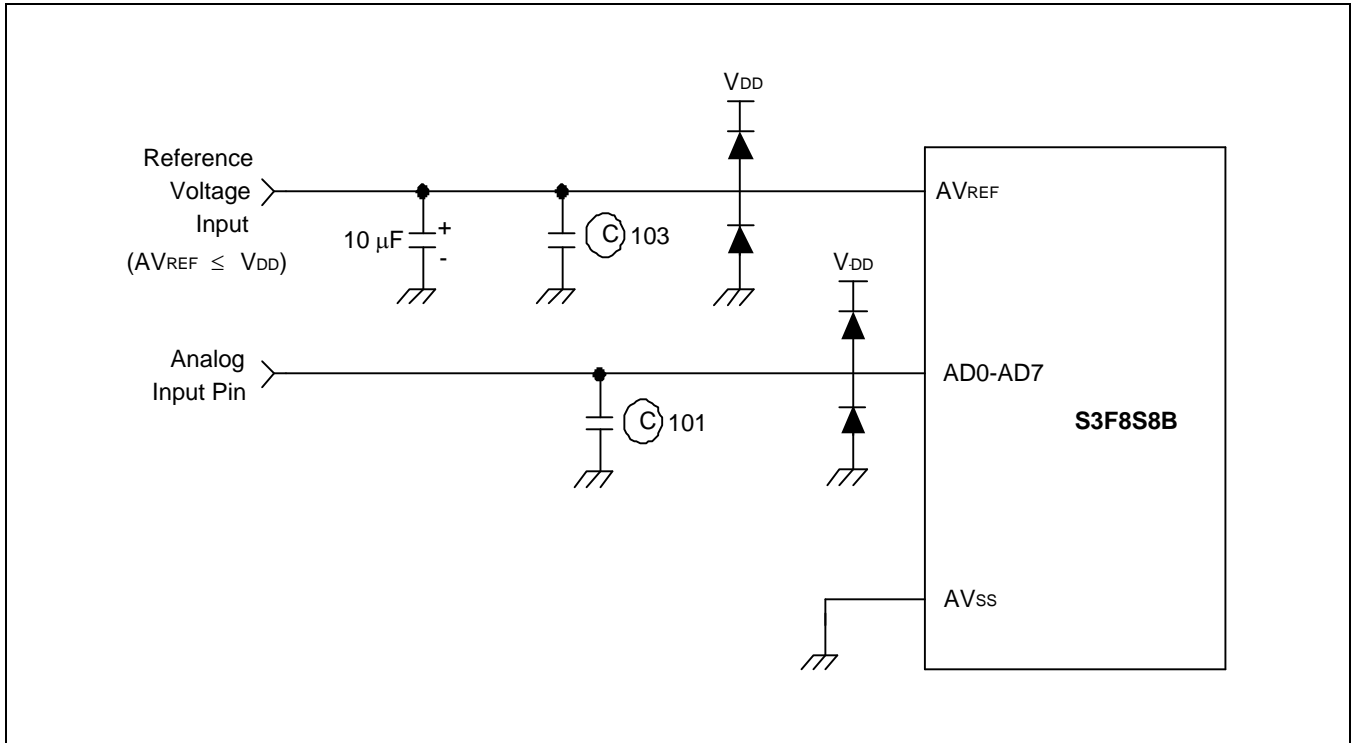 VDD
Reference
Voltage
Input
(AVREF ≤ VDD)
AVREF
10 μF
+
-
C 103
VDD
Analog
Input Pin
AD0-AD7
C 101
S3F8S8B
AVSS